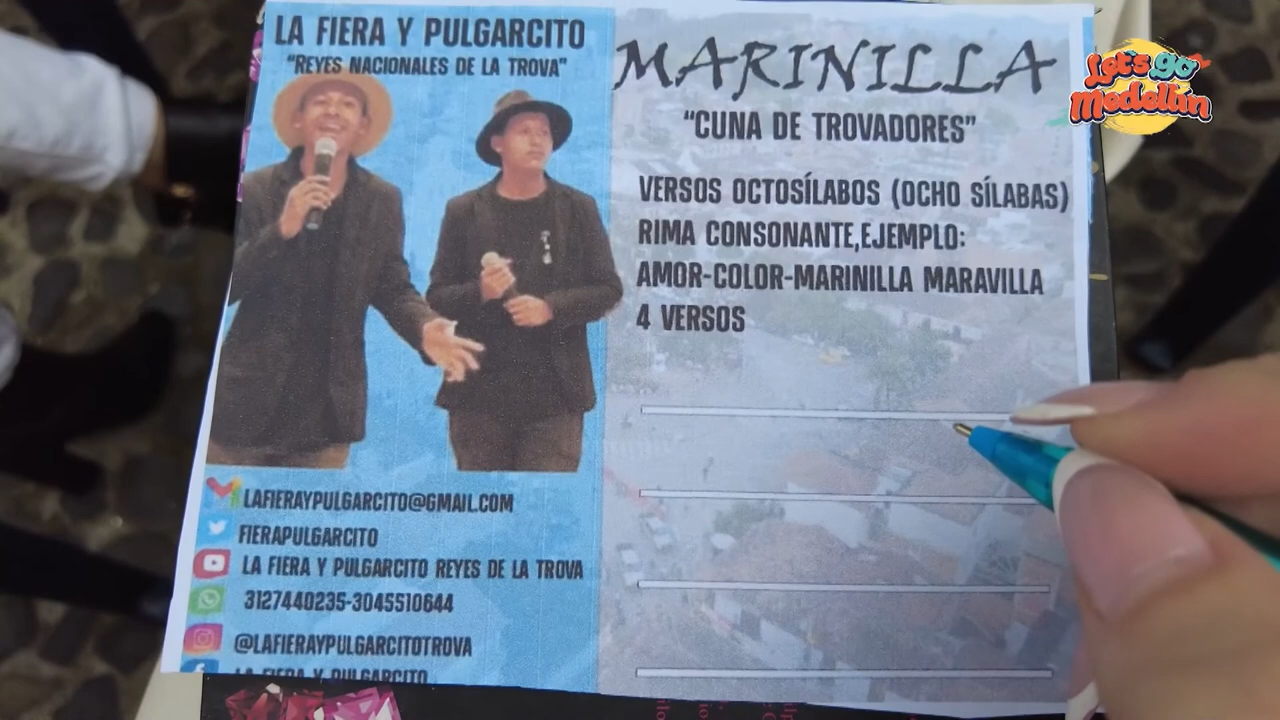 LA FIERA Y PULGARCITO
"REYES NACIONALES DE LA TROVA"
LAFIERAYPULGARCITO@GMAIL.COM
FIERAPULGARCITO
LA FIERA Y PULGARCITO REYES DE LA TROVA
3127440235-3045510644
@LAFIERAYPULGARCITOTROVA
LA FIERA Y PULGARCITO
MARINILLA
"CUNA DE TROVADORES"
VERSOS OCTOSÍLABOS (OCHO SÍLABAS)
RIMA CONSONANTE,EJEMPLO:
AMOR-COLOR-MARINILLA MARAVILLA
4 VERSOS
Let's go
Medellín